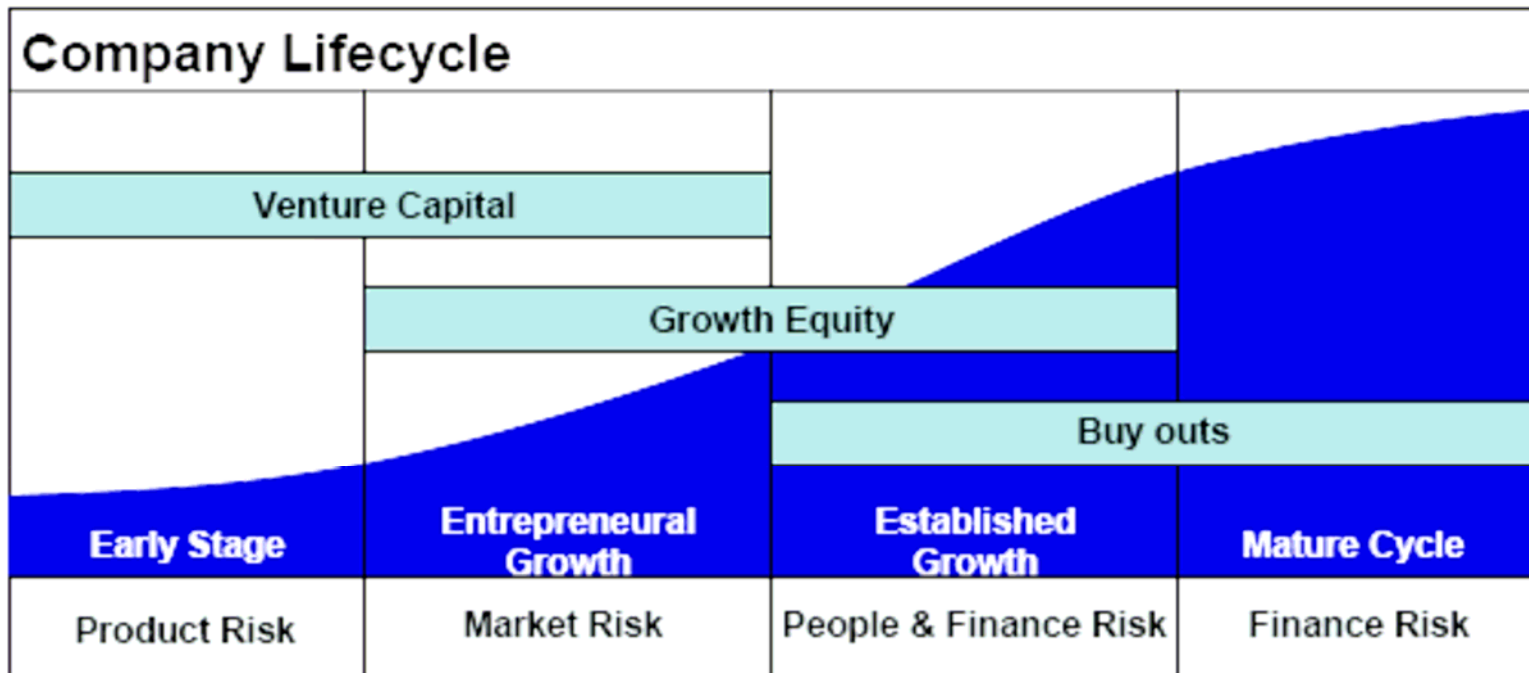 Company Lifecycle
Venture Capital
Growth Equity
Buy outs
Early Stage
Entrepreneural
Growth
Established
Growth
Mature Cycle
Product Risk
Market Risk
People & Finance Risk
Finance Risk